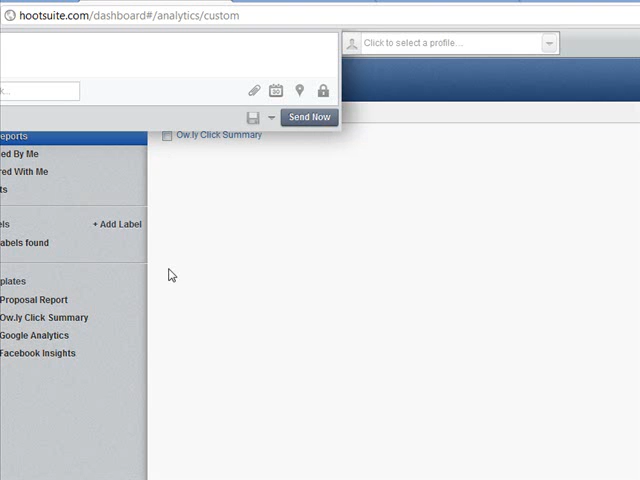 hootsuite.com/dashboard#/analytics/custom
Click to select a profile...
k...
30
Send Now
eports
Ow.ly Click Summary
ed By Me
red With Me
ts
els
+ Add Label
abels found
plates
Proposal Report
Ow.ly Click Summary
Google Analytics
Facebook Insights